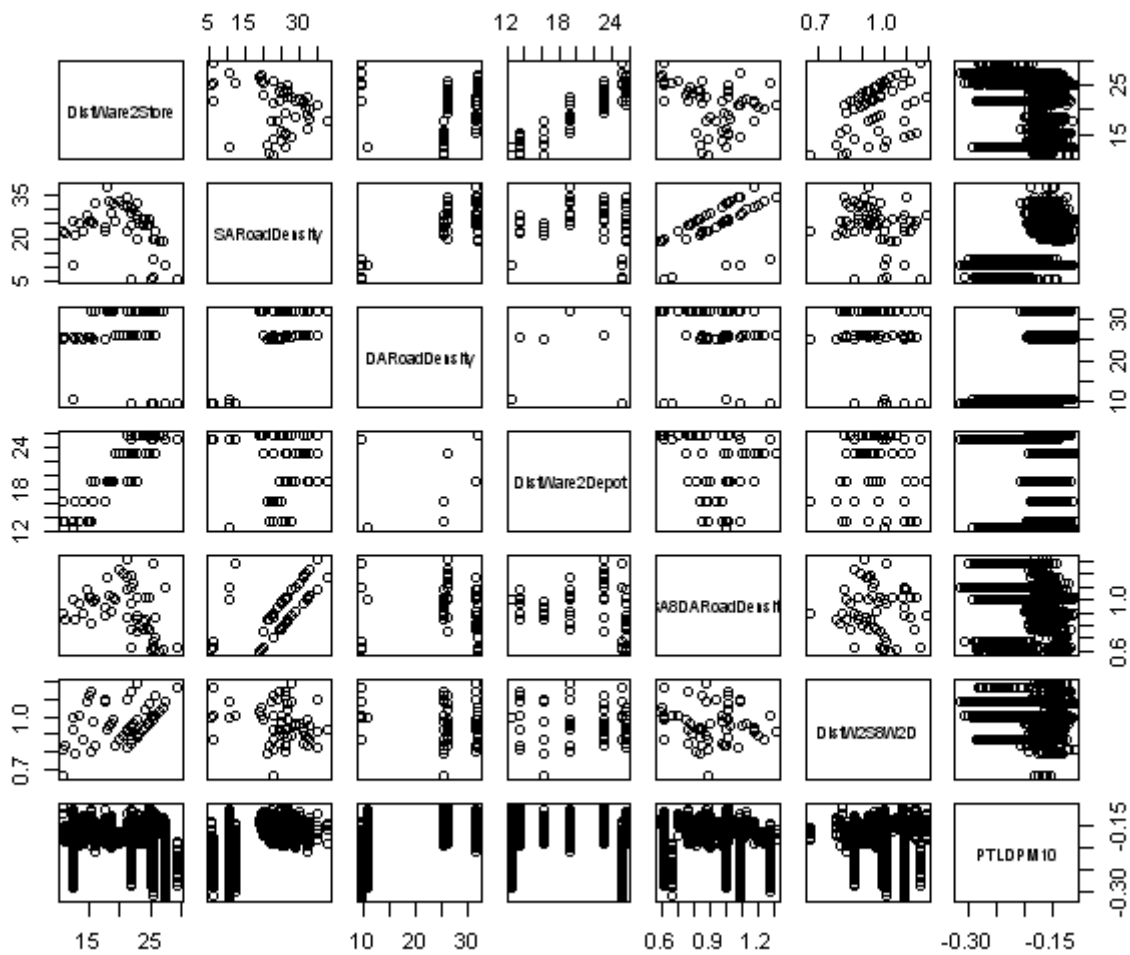 5 15 30
12 18 24
0.7 1.0
DistWare2Store
15 25
5 20 35
SARoadDensity
DARoadDensity
10 20 30
12 18 24
DistWare2Depot
SA8DARoadDensit
0.6 1.0
0.7 1.0
DistW2S8W2D
PTLDPM10
-0.30 -0.15
15 25
10 20 30
0.6 0.9 1.2
-0.30 -0.15